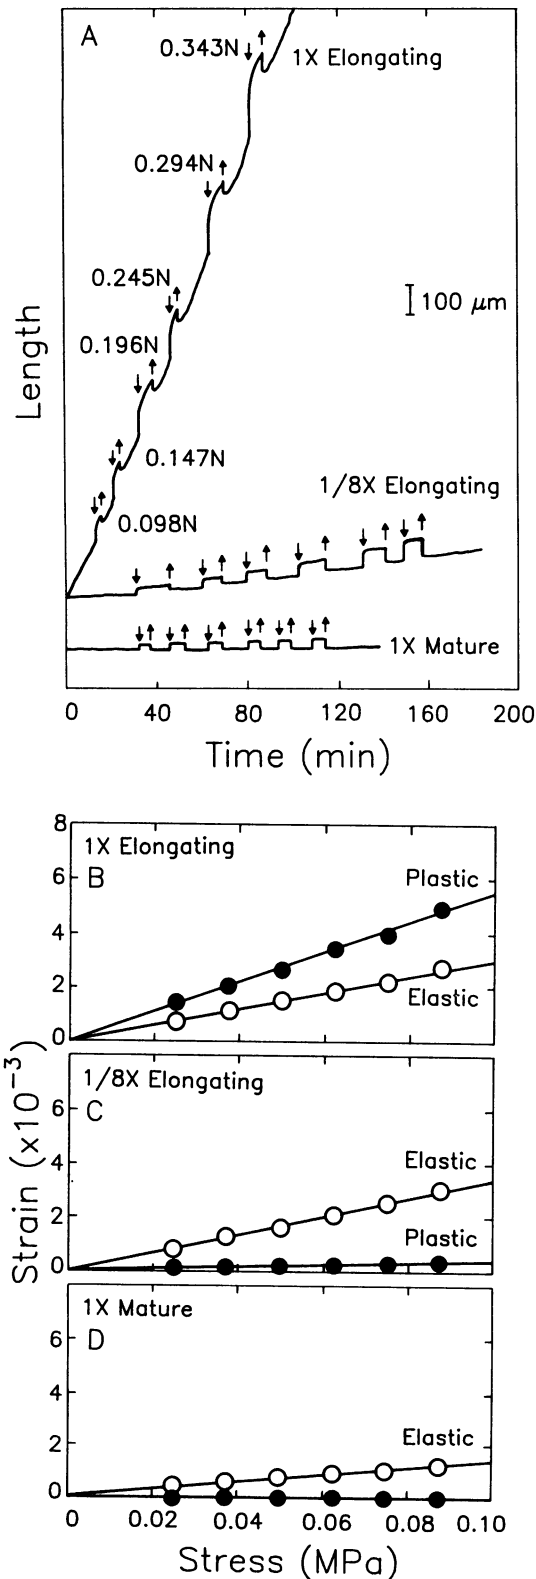 A
0.343N
1X Elongating
0.294N
0.245N
100 μm
0.196N
0.147N
1/8X Elongating
0.098N
1X Mature
Length
0 40 80 120 160 200
Time (min)
8
1X Elongating
6
B
Plastic
4
2
Elastic
0
1/8X Elongating
6
C
4
Elastic
2
Plastic
0
1X Mature
6
D
4
2
Elastic
0
Strain (x10⁻³)
0 0.02 0.04 0.06 0.08 0.10
Stress (MPa)